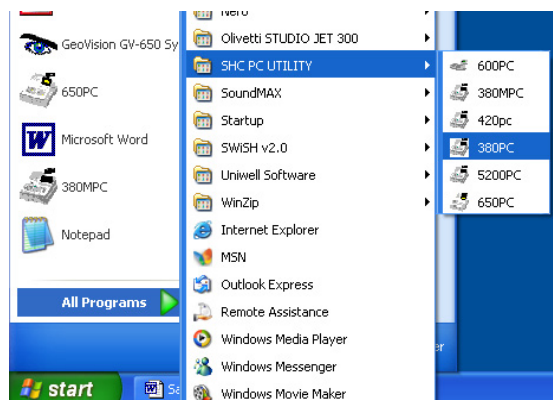 GeoVision GV-650 Sy
650PC
Microsoft Word
380MPC
Notepad
All Programs
start
Nero
Olivetti STUDIO JET 300
SHC PC UTILITY
SoundMAX
Startup
SWiSH v2.0
Uniwell Software
WinZip
Internet Explorer
MSN
Outlook Express
Remote Assistance
Windows Media Player
Windows Messenger
Windows Movie Maker
600PC
380MPC
420pc
380PC
5200PC
650PC